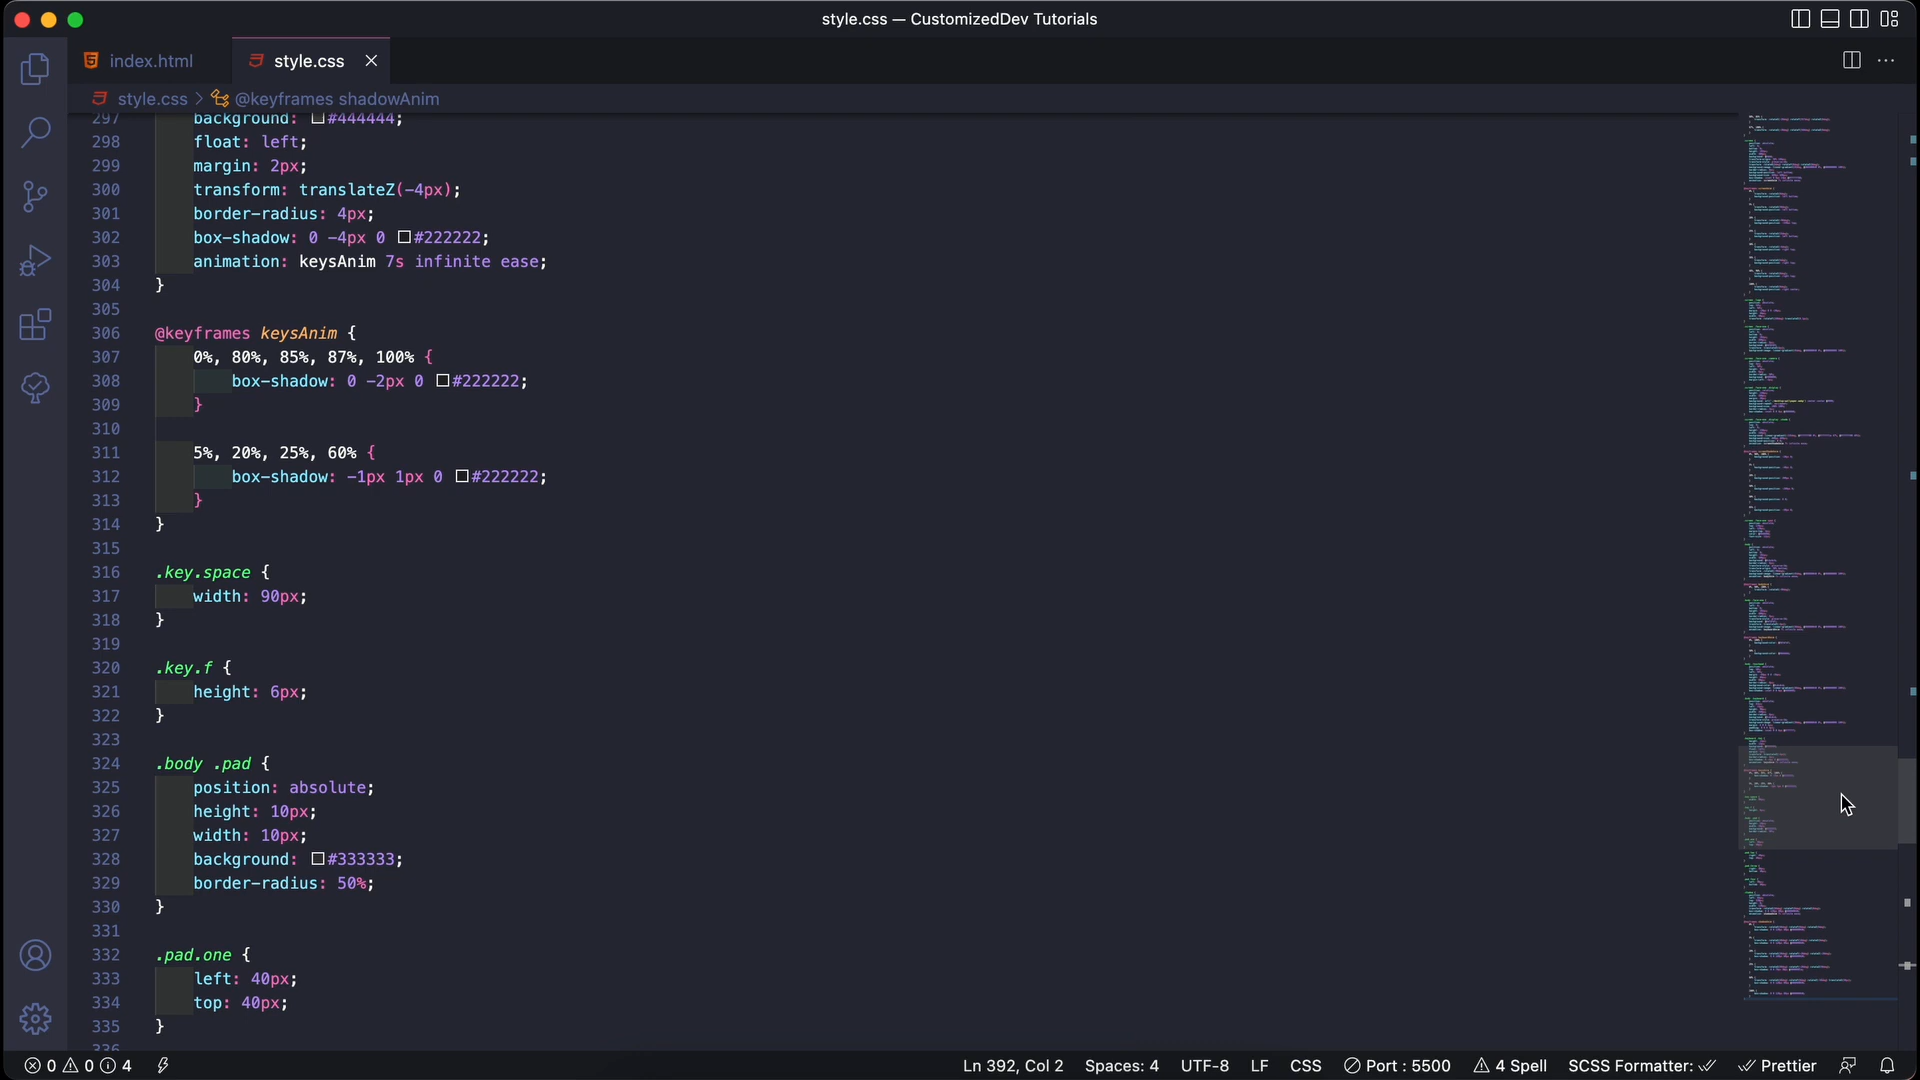 style.css — CustomizedDev Tutorials
index.html
style.css
style.css > @keyframes shadowAnim
297 background: #444444;
298 float: left;
299 margin: 2px;
300 transform: translateZ(-4px);
301 border-radius: 4px;
302 box-shadow: 0 -4px 0 #222222;
303 animation: keysAnim 7s infinite ease;
304 }
305
306 @keyframes keysAnim {
307 0%, 80%, 85%, 87%, 100% {
308 box-shadow: 0 -2px 0 #222222;
309 }
310
311 5%, 20%, 25%, 60% {
312 box-shadow: -1px 1px 0 #222222;
313 }
314 }
315
316 .key.space {
317 width: 90px;
318 }
319
320 .key.f {
321 height: 6px;
322 }
323
324 .body .pad {
325 position: absolute;
326 height: 10px;
327 width: 10px;
328 background: #333333;
329 border-radius: 50%;
330 }
331
332 .pad.one {
333 left: 40px;
334 top: 40px;
335 }
336
0 0 4 Ln 392, Col 2 Spaces: 4 UTF-8 LF CSS Port : 5500 4 Spell SCSS Formatter: Prettier